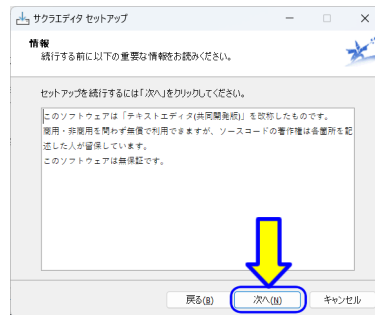 サクラエディタ セットアップ
情報
続行する前に以下の重要な情報をお読みください。
セットアップを続行するには「次へ」をクリックしてください。
このソフトウェアは「テキストエディタ(共同開発版)」を改称したものです。
商用・非商用を問わず無償で利用できますが、ソースコードの著作権は各箇所を記
述した人が留保しています。
このソフトウェアは無保証です。
戻る(B)
次へ(N)
キャンセル